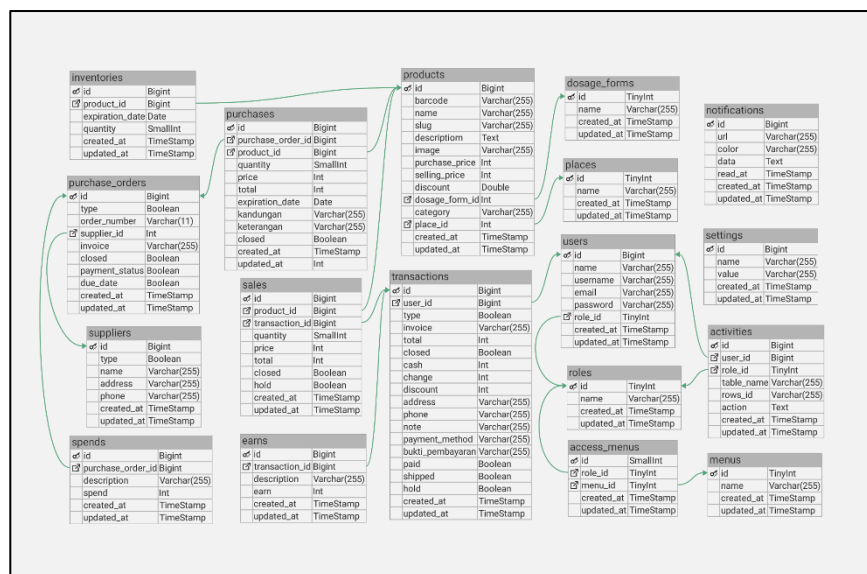 inventories
id Bigint
product_id Bigint
expiration_date Date
quantity SmallInt
created_at TimeStamp
updated_at TimeStamp
purchase_orders
id Bigint
type Boolean
order_number Varchar(11)
supplier_id Int
invoice Varchar(255)
closed Boolean
payment_status Boolean
due_date Boolean
created_at TimeStamp
updated_at TimeStamp
suppliers
id Bigint
type Boolean
name Varchar(255)
address Varchar(255)
phone Varchar(255)
created_at TimeStamp
updated_at TimeStamp
spends
id Bigint
purchase_order_id Bigint
description Varchar(255)
spend Int
created_at TimeStamp
updated_at TimeStamp
purchases
id Bigint
purchase_order_id Bigint
product_id Bigint
quantity SmallInt
price Int
total Int
expiration_date Date
kandungan Varchar(255)
keterangan Varchar(255)
closed Boolean
created_at TimeStamp
updated_at Int
sales
id Bigint
product_id Bigint
transaction_id Bigint
quantity SmallInt
price Int
total Int
closed Boolean
hold Boolean
created_at TimeStamp
updated_at TimeStamp
earns
id Bigint
transaction_id Bigint
description Varchar(255)
earn Int
created_at TimeStamp
updated_at TimeStamp
products
id Bigint
barcode Varchar(255)
name Varchar(255)
slug Varchar(255)
descriptiom Text
image Varchar(255)
purchase_price Int
selling_price Int
discount Double
dosage_form_id Int
category Varchar(255)
place_id Int
created_at TimeStamp
updated_at TimeStamp
transactions
id Bigint
user_id Bigint
type Boolean
invoice Varchar(255)
total Int
closed Boolean
cash Int
change Int
discount Int
address Varchar(255)
phone Varchar(255)
note Varchar(255)
payment_method Varchar(255)
bukti_pembayaran Varchar(255)
paid Boolean
shipped Boolean
hold Boolean
created_at TimeStamp
updated_at TimeStamp
dosage_forms
id TinyInt
name Varchar(255)
created_at TimeStamp
updated_at TimeStamp
places
id TinyInt
name Varchar(255)
created_at TimeStamp
updated_at TimeStamp
users
id Bigint
name Varchar(255)
username Varchar(255)
email Varchar(255)
password Varchar(255)
role_id TinyInt
created_at TimeStamp
updated_at TimeStamp
roles
id TinyInt
name Varchar(255)
created_at TimeStamp
updated_at TimeStamp
access_menus
id SmallInt
role_id TinyInt
menu_id TinyInt
created_at TimeStamp
updated_at TimeStamp
notifications
id Bigint
url Varchar(255)
color Varchar(255)
data Text
read_at TimeStamp
created_at TimeStamp
updated_at TimeStamp
settings
id Bigint
name Varchar(255)
value Varchar(255)
created_at TimeStamp
updated_at TimeStamp
activities
id Bigint
user_id Bigint
role_id TinyInt
table_name Varchar(255)
rows_id Varchar(255)
action Text
created_at TimeStamp
updated_at TimeStamp
menus
id TinyInt
name Varchar(255)
created_at TimeStamp
updated_at TimeStamp